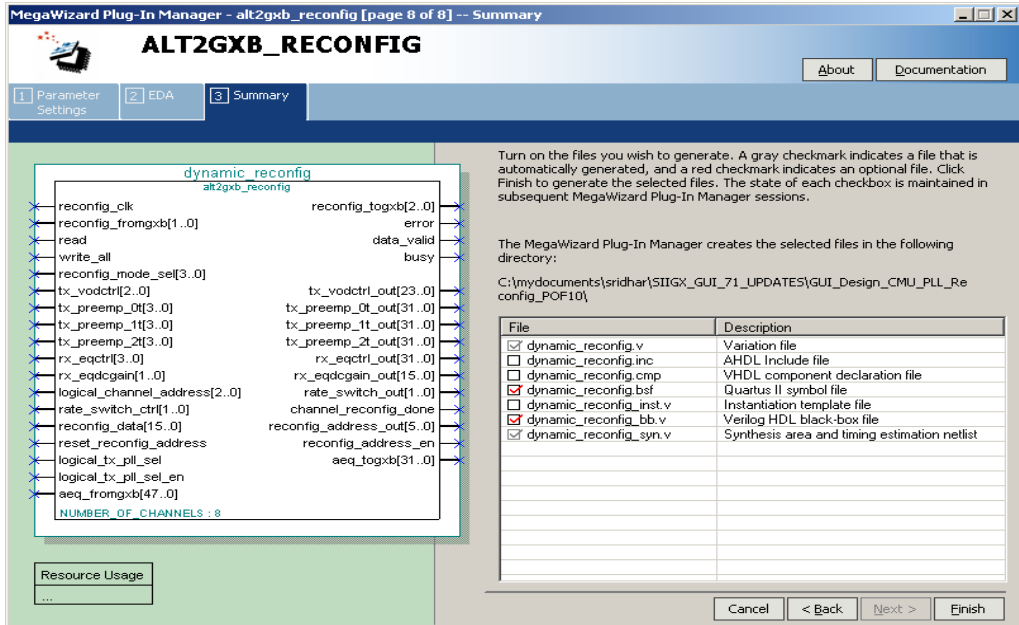 MegaWizard Plug-In Manager - alt2gxb_reconfig [page 8 of 8] -- Summary
ALT2GXB_RECONFIG
About
Documentation
1 Parameter Settings
2 EDA
3 Summary
dynamic_reconfig
alt2gxb_reconfig
reconfig_clk
reconfig_fromgxb[1..0]
read
write_all
reconfig_mode_sel[3..0]
tx_vodctrl[2..0]
tx_preemp_0t[3..0]
tx_preemp_1t[3..0]
tx_preemp_2t[3..0]
rx_eqctrl[3..0]
rx_eqdcgain[1..0]
logical_channel_address[2..0]
rate_switch_ctrl[1..0]
reconfig_data[15..0]
reset_reconfig_address
logical_tx_pll_sel
logical_tx_pll_sel_en
aeq_fromgxb[47..0]
reconfig_togxb[2..0]
error
data_valid
busy
tx_vodctrl_out[23..0]
tx_preemp_0t_out[31..0]
tx_preemp_1t_out[31..0]
tx_preemp_2t_out[31..0]
rx_eqctrl_out[31..0]
rx_eqdcgain_out[15..0]
rate_switch_out[1..0]
channel_reconfig_done
reconfig_address_out[5..0]
reconfig_address_en
aeq_togxb[31..0]
NUMBER_OF_CHANNELS : 8
Resource Usage
...
Turn on the files you wish to generate. A gray checkmark indicates a file that is
automatically generated, and a red checkmark indicates an optional file. Click
Finish to generate the selected files. The state of each checkbox is maintained in
subsequent MegaWizard Plug-In Manager sessions.
The MegaWizard Plug-In Manager creates the selected files in the following
directory:
C:\mydocuments\sridhar\SIIGX_GUI_71_UPDATES\GUI_Design_CMU_PLL_Re
config_POF10\
File Description
dynamic_reconfig.v Variation file
dynamic_reconfig.inc AHDL Include file
dynamic_reconfig.cmp VHDL component declaration file
dynamic_reconfig.bsf Quartus II symbol file
dynamic_reconfig_inst.v Instantiation template file
dynamic_reconfig_bb.v Verilog HDL black-box file
dynamic_reconfig_syn.v Synthesis area and timing estimation netlist
Cancel
< Back
Next >
Finish